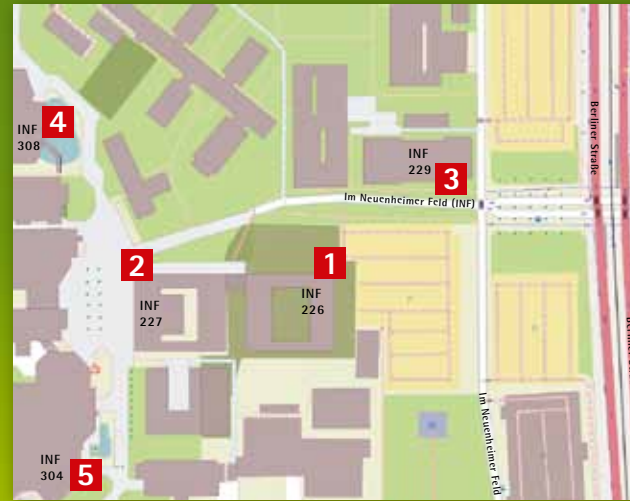 Berliner Straße
4
INF
308
INF
229
3
Im Neuenheimer Feld (INF)
2
1
INF
226
INF
227
Im Neuenheimer Feld
INF
304
5